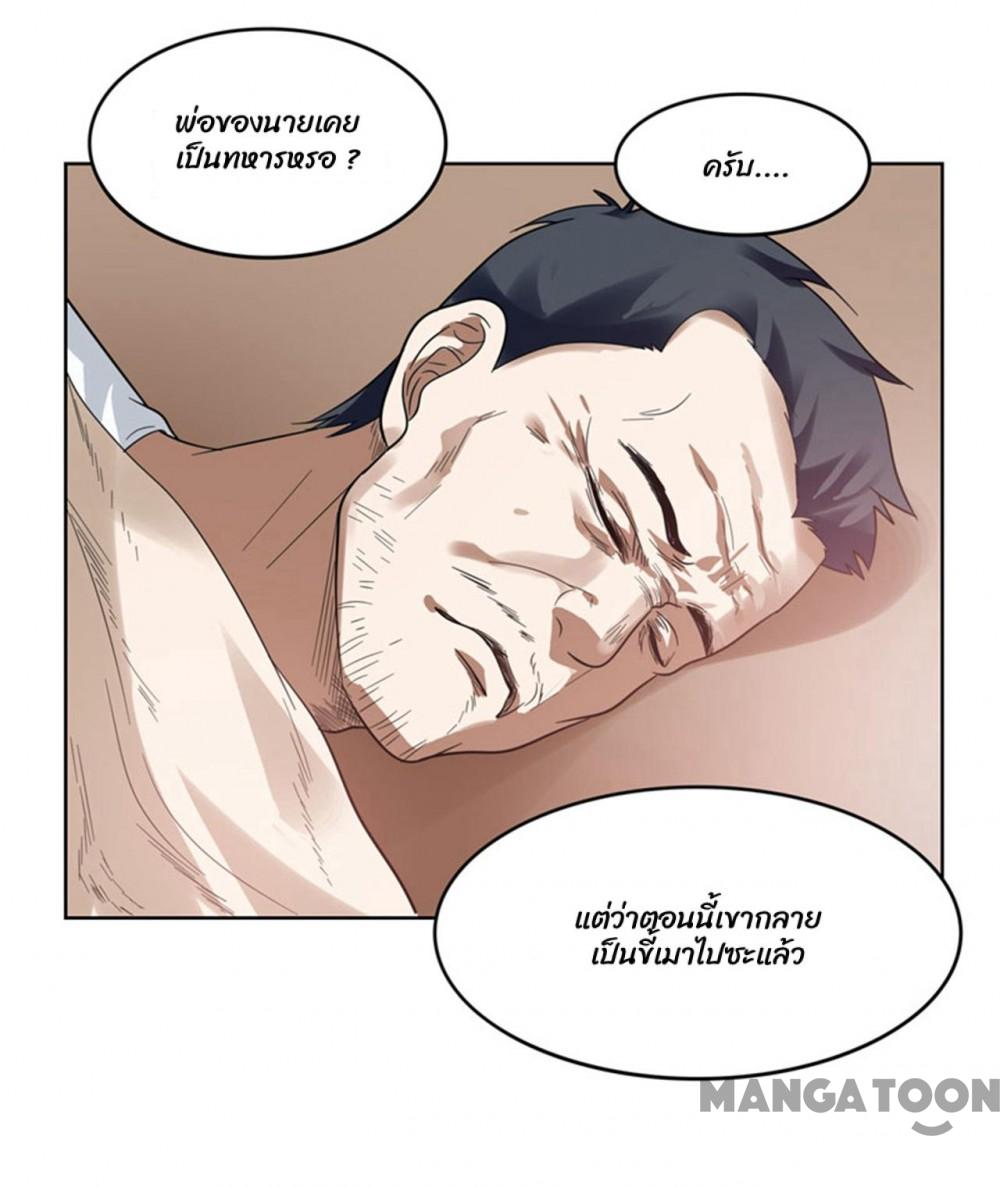 พ่อของนายเคย
เป็นทหารหรอ ?
ครับ....
แต่ว่าตอนนี้เขากลาย
เป็นขี้เมาไปซะแล้ว
MANGATOON